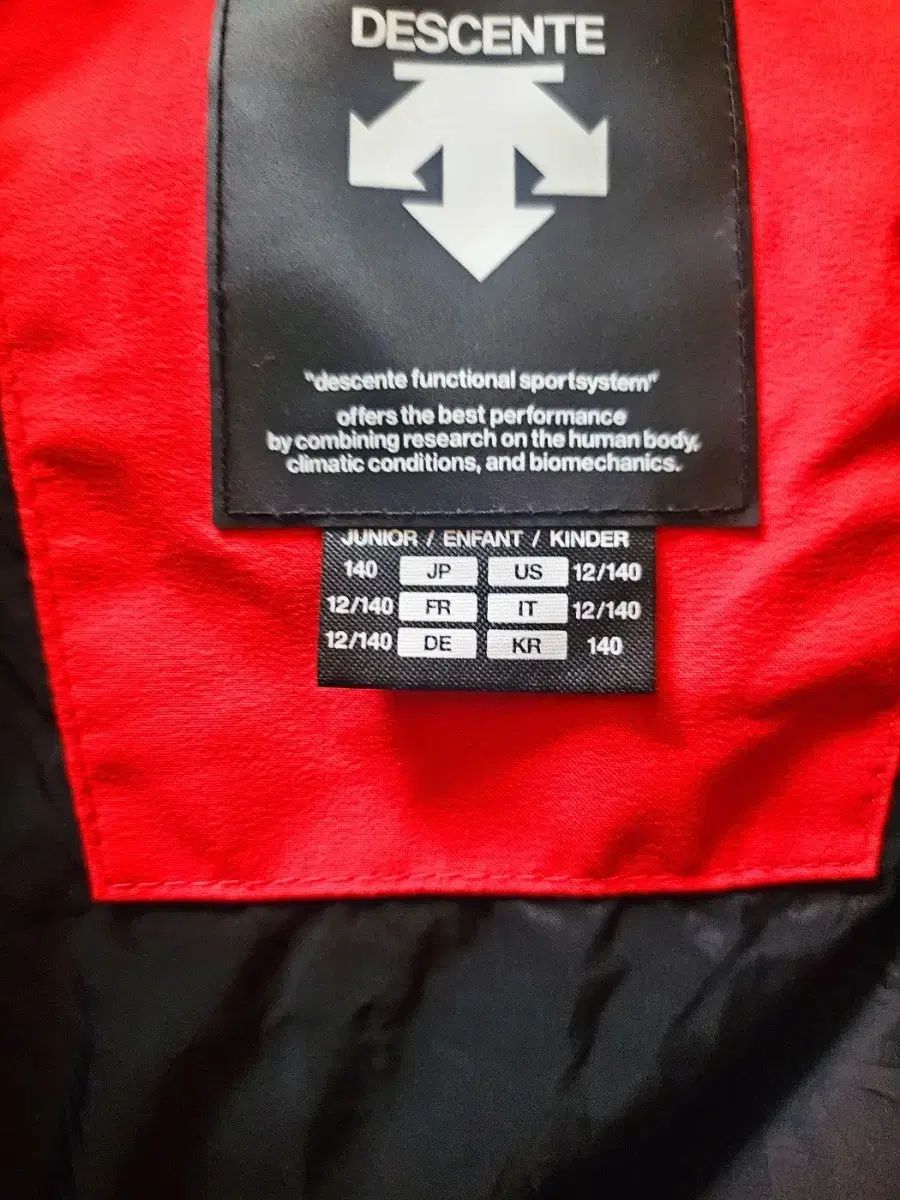 DESCENTE
"descente functional sportsystem"
offers the best performance
by combining research on the human body,
climatic conditions, and biomechanics.
JUNIOR / ENFANT / KINDER
140 JP US 12/140
12/140 FR IT 12/140
12/140 DE KR 140